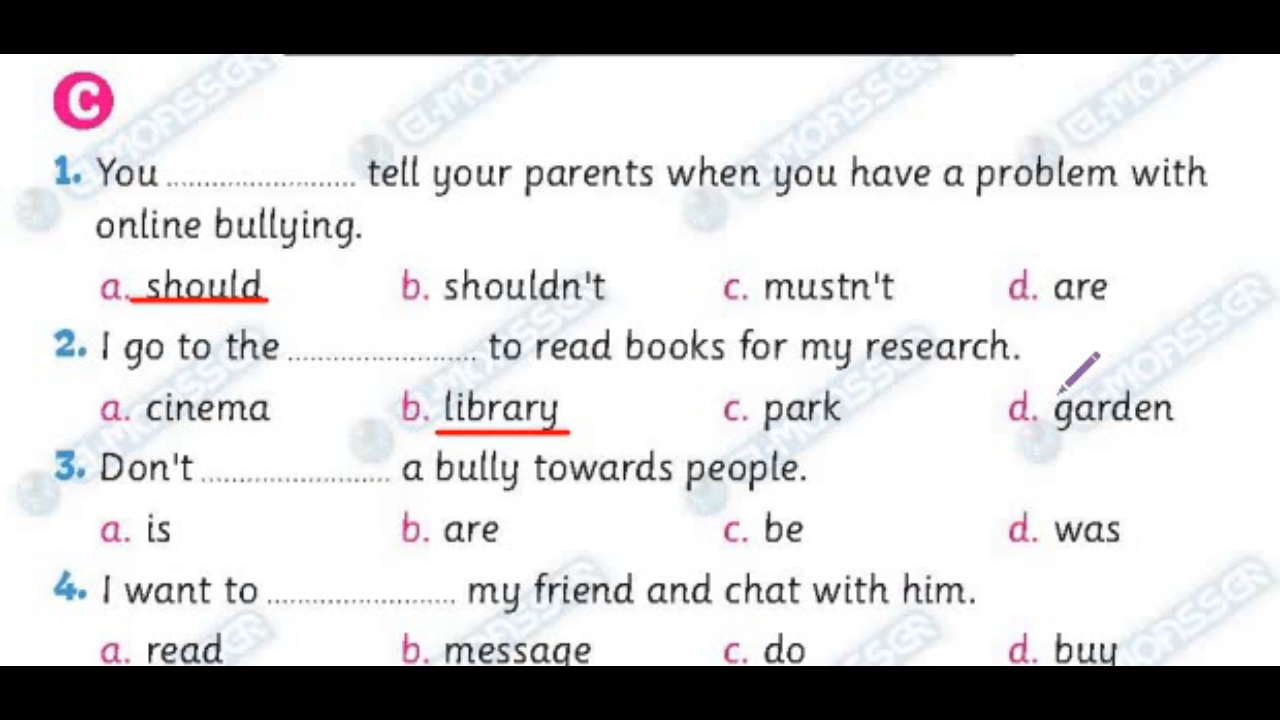 C
1. You ........................ tell your parents when you have a problem with
online bullying.
a. should b. shouldn't c. mustn't d. are
2. I go to the ........................ to read books for my research.
a. cinema b. library c. park d. garden
3. Don't ........................ a bully towards people.
a. is b. are c. be d. was
4. I want to ........................ my friend and chat with him.
a. read b. message c. do d. buy